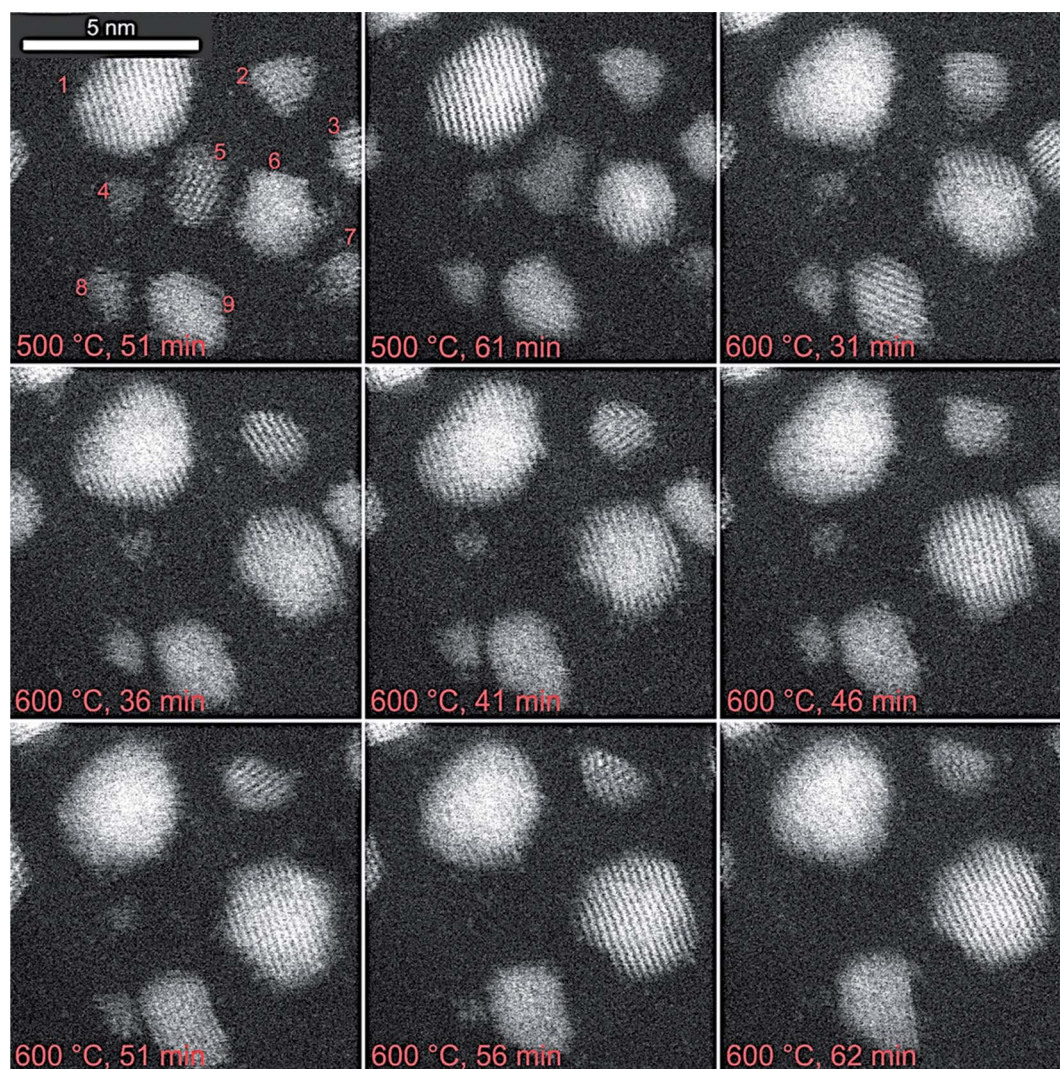 5 nm
1
2
3
4
5
6
7
8
9
500 °C, 51 min
500 °C, 61 min
600 °C, 31 min
600 °C, 36 min
600 °C, 41 min
600 °C, 46 min
600 °C, 51 min
600 °C, 56 min
600 °C, 62 min